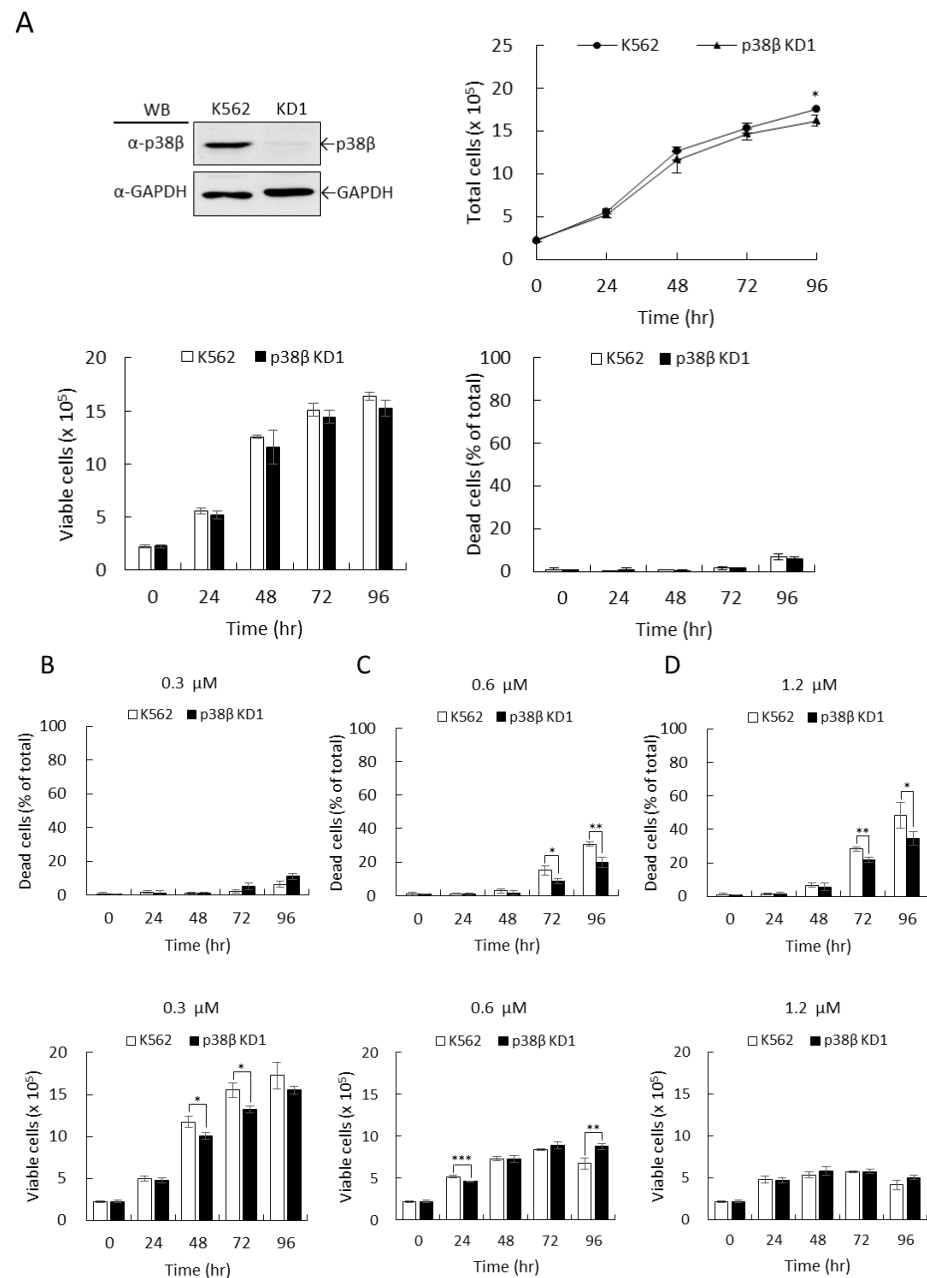 A
WB K562 KD1
α-p38β ←p38β
α-GAPDH ←GAPDH
K562 p38β KD1
Total cells (x 10⁵)
25
20
15
10
5
0
*
0 24 48 72 96
Time (hr)
K562 p38β KD1
Viable cells (x 10⁵)
20
15
10
5
0
0 24 48 72 96
Time (hr)
K562 p38β KD1
Dead cells (% of total)
100
80
60
40
20
0
0 24 48 72 96
Time (hr)
B
0.3 μM
K562 p38β KD1
Dead cells (% of total)
100
80
60
40
20
0
0 24 48 72 96
Time (hr)
C
0.6 μM
K562 p38β KD1
Dead cells (% of total)
100
80
60
40
20
0
* **
0 24 48 72 96
Time (hr)
D
1.2 μM
K562 p38β KD1
Dead cells (% of total)
100
80
60
40
20
0
** *
0 24 48 72 96
Time (hr)
0.3 μM
K562 p38β KD1
Viable cells (x 10⁵)
20
15
10
5
0
* *
0 24 48 72 96
Time (hr)
0.6 μM
K562 p38β KD1
Viable cells (x 10⁵)
20
15
10
5
0
*** **
0 24 48 72 96
Time (hr)
1.2 μM
K562 p38β KD1
Viable cells (x 10⁵)
20
15
10
5
0
0 24 48 72 96
Time (hr)